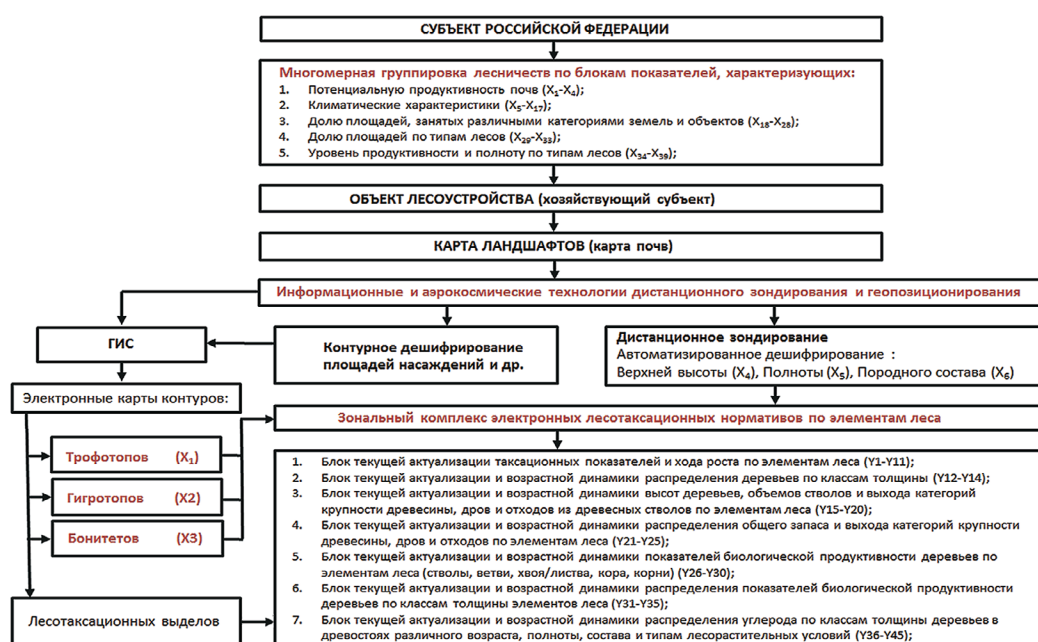 СУБЪЕКТ РОССИЙСКОЙ ФЕДЕРАЦИИ
Многомерная группировка лесничеств по блокам показателей, характеризующих:
1. Потенциальную продуктивность почв (X₁-X₄);
2. Климатические характеристики (X₅-X₁₇);
3. Долю площадей, занятых различными категориями земель и объектов (X₁₈-X₂₈);
4. Долю площадей по типам лесов (X₂₉-X₃₃);
5. Уровень продуктивности и полноту по типам лесов (X₃₄-X₃₉);
ОБЪЕКТ ЛЕСОУСТРОЙСТВА (хозяйствующий субъект)
КАРТА ЛАНДШАФТОВ (карта почв)
Информационные и аэрокосмические технологии дистанционного зондирования и геопозиционирования
ГИС
Контурное дешифрирование
площадей насаждений и др.
Дистанционное зондирование
Автоматизированное дешифрирование :
Верхней высоты (X₄), Полноты (X₅), Породного состава (X₆)
Электронные карты контуров:
Трофотопов (X₁)
Гигротопов (X2)
Бонитетов (X3)
Лесотаксационных выделов
Зональный комплекс электронных лесотаксационных нормативов по элементам леса
1. Блок текущей актуализации таксационных показателей и хода роста по элементам леса (Y1-Y11);
2. Блок текущей актуализации и возрастной динамики распределения деревьев по классам толщины (Y12-Y14);
3. Блок текущей актуализации и возрастной динамики высот деревьев, объемов стволов и выхода категорий
крупности древесины, дров и отходов из древесных стволов по элементам леса (Y15-Y20);
4. Блок текущей актуализации и возрастной динамики распределения общего запаса и выхода категорий крупности
древесины, дров и отходов по элементам леса (Y21-Y25);
5. Блок текущей актуализации и возрастной динамики показателей биологической продуктивности деревьев по
элементам леса (стволы, ветви, хвоя/листва, кора, корни) (Y26-Y30);
6. Блок текущей актуализации и возрастной динамики распределения показателей биологической продуктивности
деревьев по классам толщины элементов леса (Y31-Y35);
7. Блок текущей актуализации и возрастной динамики распределения углерода по классам толщины деревьев в
древостоях различного возраста, полноты, состава и типам лесорастительных условий (Y36-Y45);